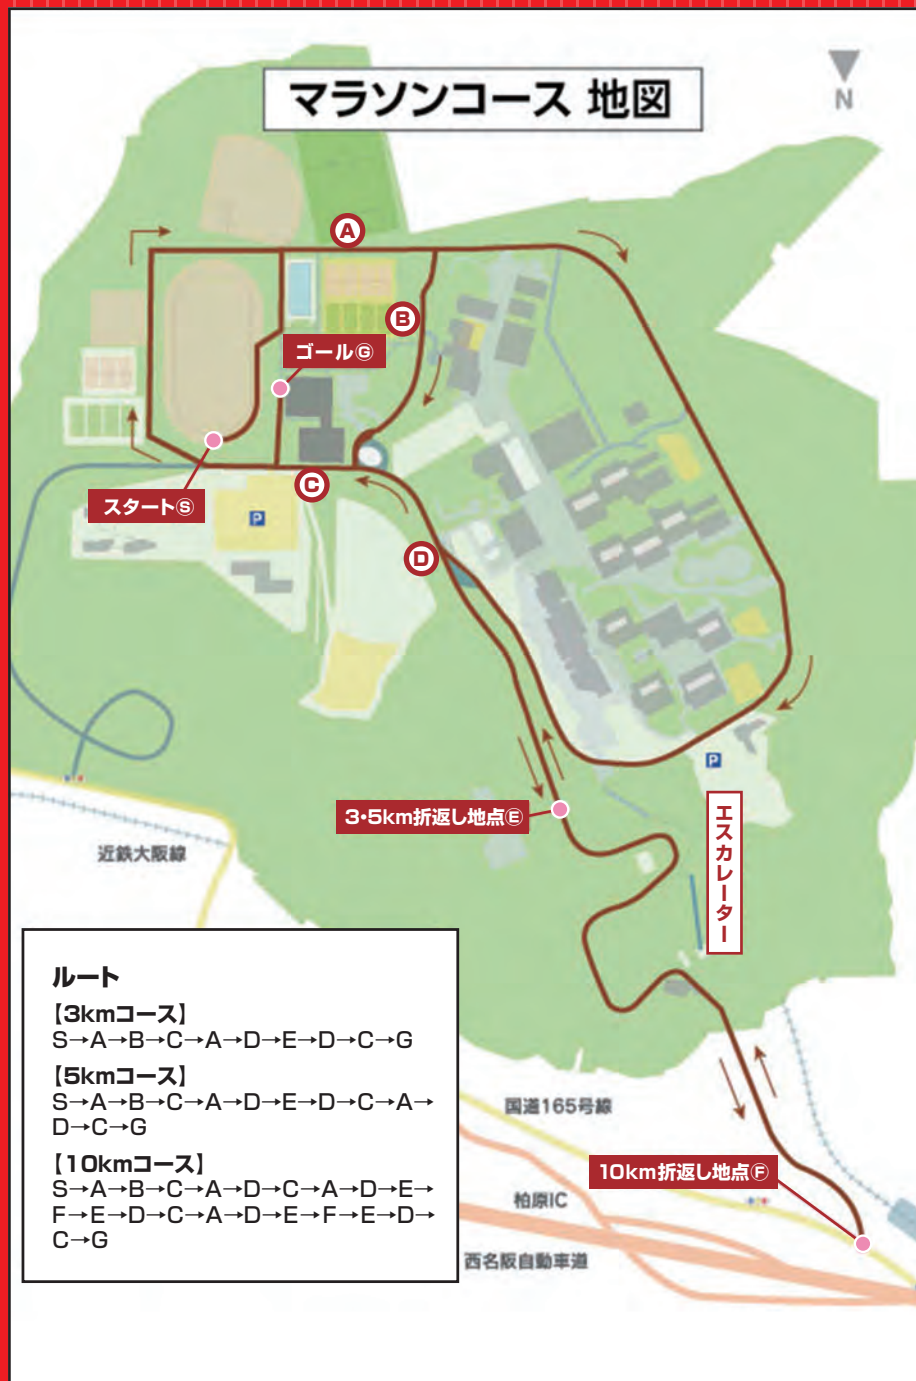 マラソンコース 地図
N
A
B
ゴールⒼ
スタートⓈ
C
P
D
P
3・5km折返し地点Ⓔ
エスカレーター
近鉄大阪線
ルート
【3kmコース】
S→A→B→C→A→D→E→D→C→G
【5kmコース】
S→A→B→C→A→D→E→D→C→A→
D→C→G
【10kmコース】
S→A→B→C→A→D→C→A→D→E→
F→E→D→C→A→D→E→F→E→D→
C→G
国道165号線
10km折返し地点Ⓕ
柏原IC
西名阪自動車道